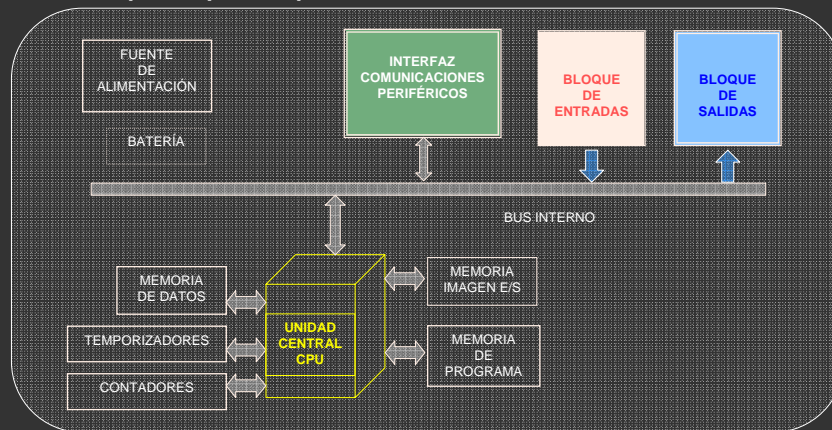 FUENTE
DE
ALIMENTACIÓN
INTERFAZ
COMUNICACIONES
PERIFÉRICOS
BLOQUE
DE
ENTRADAS
BLOQUE
DE
SALIDAS
BATERÍA
BUS INTERNO
MEMORIA
DE DATOS
MEMORIA
IMAGEN E/S
TEMPORIZADORES
UNIDAD
CENTRAL
CPU
MEMORIA
DE
PROGRAMA
CONTADORES